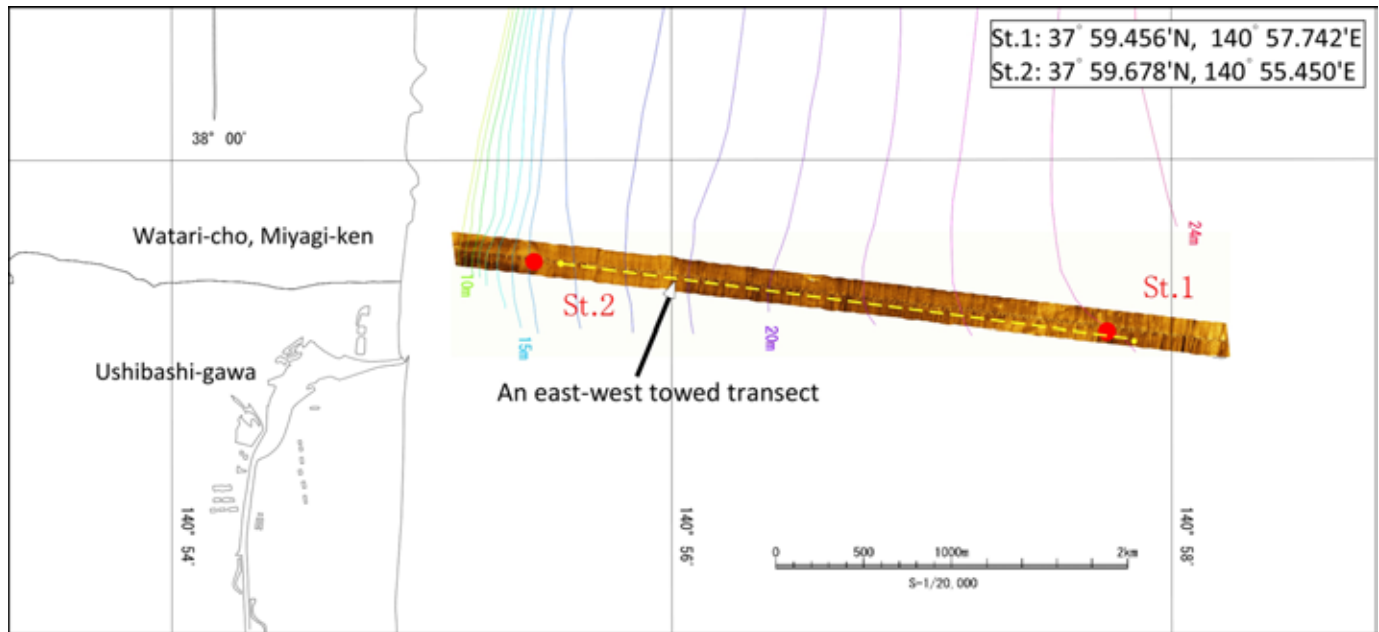 St.1: 37° 59.456'N, 140° 57.742'E
St.2: 37° 59.678'N, 140° 55.450'E
38° 00'
Watari-cho, Miyagi-ken
24m
10m
St.2
St.1
15m
20m
Ushibashi-gawa
An east-west towed transect
140° 54'
140° 56'
140° 58'
0 500 1000m 2km
S-1/20,000